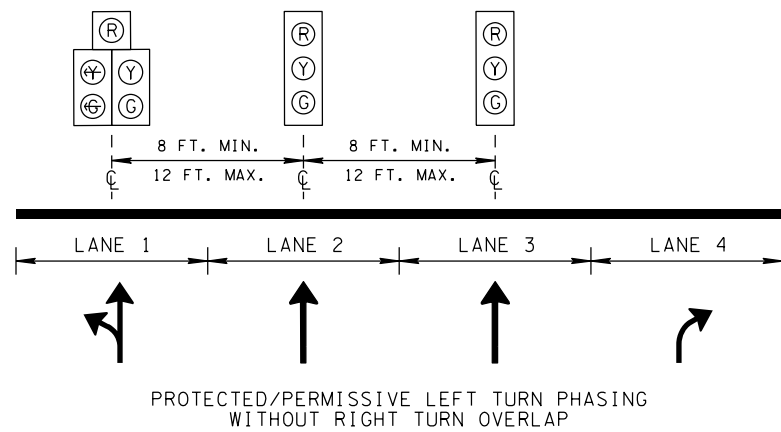 R R R
Y Y Y Y
G G G G
8 FT. MIN. 8 FT. MIN.
℄ 12 FT. MAX. ℄ 12 FT. MAX. ℄
LANE 1 LANE 2 LANE 3 LANE 4
PROTECTED/PERMISSIVE LEFT TURN PHASING
WITHOUT RIGHT TURN OVERLAP